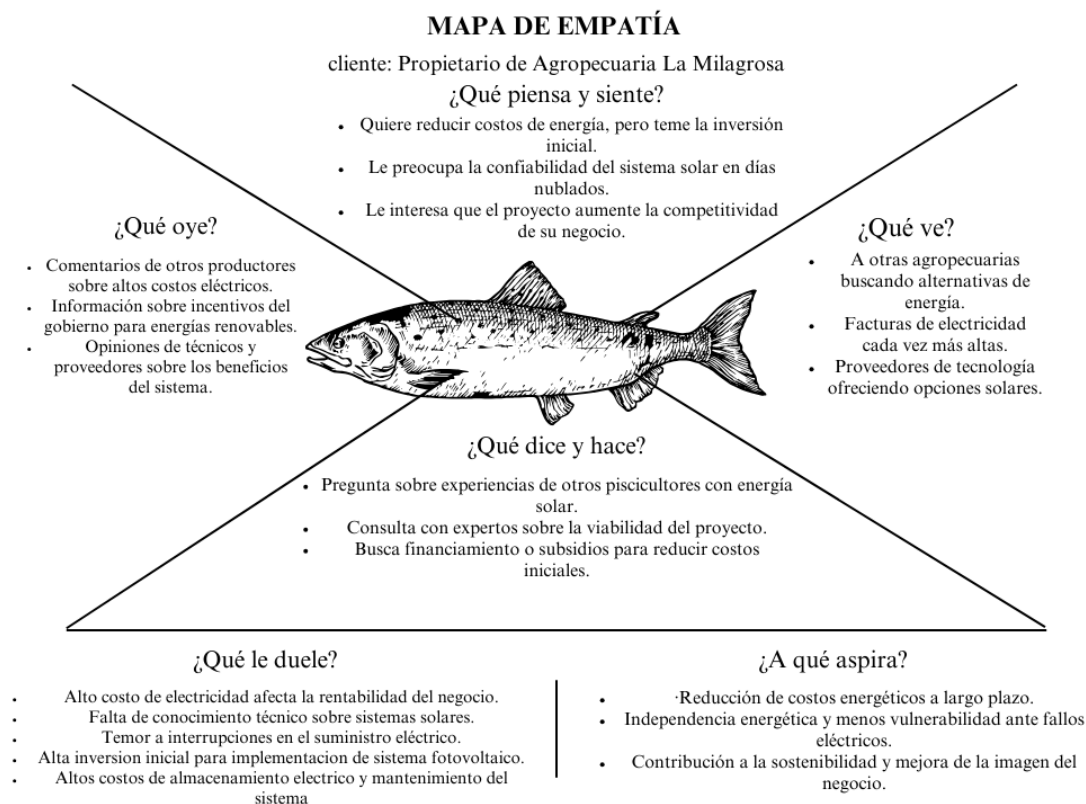 MAPA DE EMPATÍA
cliente: Propietario de Agropecuaria La Milagrosa
¿Qué piensa y siente?
• Quiere reducir costos de energía, pero teme la inversión
inicial.
• Le preocupa la confiabilidad del sistema solar en días
nublados.
• Le interesa que el proyecto aumente la competitividad
de su negocio.
¿Qué oye?
• Comentarios de otros productores
sobre altos costos eléctricos.
• Información sobre incentivos del
gobierno para energías renovables.
• Opiniones de técnicos y
proveedores sobre los beneficios
del sistema.
¿Qué ve?
• A otras agropecuarias
buscando alternativas de
energía.
• Facturas de electricidad
cada vez más altas.
• Proveedores de tecnología
ofreciendo opciones solares.
¿Qué dice y hace?
• Pregunta sobre experiencias de otros piscicultores con energía
solar.
• Consulta con expertos sobre la viabilidad del proyecto.
• Busca financiamiento o subsidios para reducir costos
iniciales.
¿Qué le duele?
• Alto costo de electricidad afecta la rentabilidad del negocio.
• Falta de conocimiento técnico sobre sistemas solares.
• Temor a interrupciones en el suministro eléctrico.
• Alta inversion inicial para implementacion de sistema fotovoltaico.
• Altos costos de almacenamiento electrico y mantenimiento del
sistema
¿A qué aspira?
• ·Reducción de costos energéticos a largo plazo.
• Independencia energética y menos vulnerabilidad ante fallos
eléctricos.
• Contribución a la sostenibilidad y mejora de la imagen del
negocio.